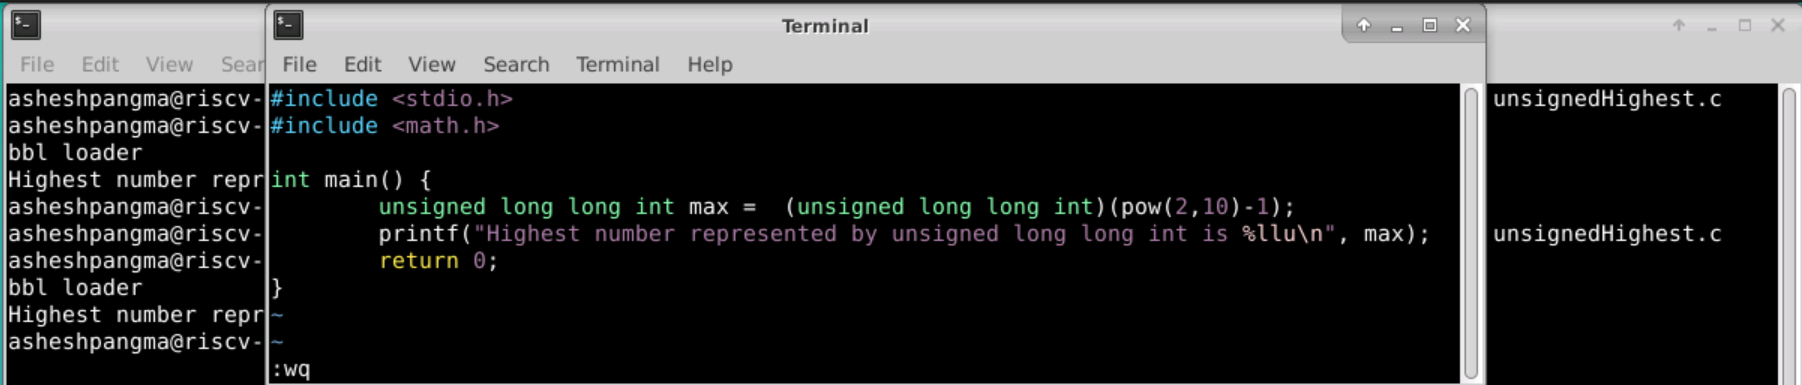 Terminal
File Edit View Sear
File Edit View Search Terminal Help
asheshpangma@riscv-
asheshpangma@riscv-
bbl loader
Highest number repr
asheshpangma@riscv-
asheshpangma@riscv-
asheshpangma@riscv-
bbl loader
Highest number repr
asheshpangma@riscv-
#include <stdio.h>
#include <math.h>
int main() {
unsigned long long int max =  (unsigned long long int)(pow(2,10)-1);
printf("Highest number represented by unsigned long long int is %llu\n", max);
return 0;
}
~
~
:wq
unsignedHighest.c
unsignedHighest.c